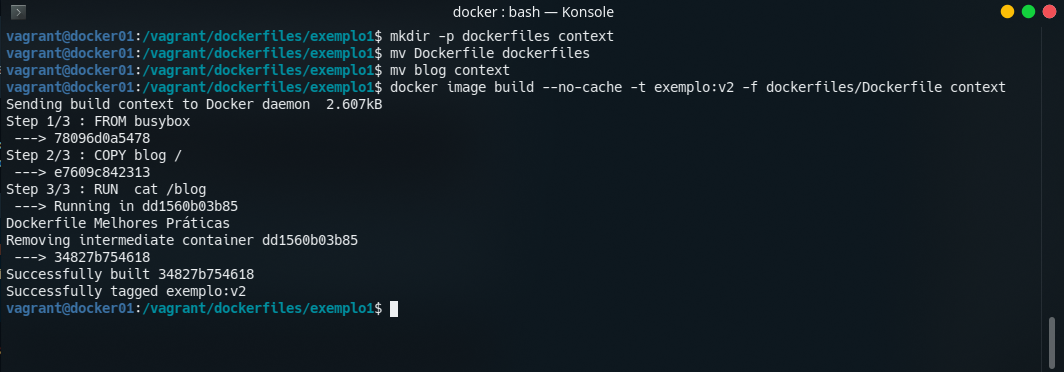 docker : bash — Konsole
vagrant@docker01:/vagrant/dockerfiles/exemplo1$ mkdir -p dockerfiles context
vagrant@docker01:/vagrant/dockerfiles/exemplo1$ mv Dockerfile dockerfiles
vagrant@docker01:/vagrant/dockerfiles/exemplo1$ mv blog context
vagrant@docker01:/vagrant/dockerfiles/exemplo1$ docker image build --no-cache -t exemplo:v2 -f dockerfiles/Dockerfile context
Sending build context to Docker daemon  2.607kB
Step 1/3 : FROM busybox
 ---> 78096d0a5478
Step 2/3 : COPY blog /
 ---> e7609c842313
Step 3/3 : RUN  cat /blog
 ---> Running in dd1560b03b85
Dockerfile Melhores Práticas
Removing intermediate container dd1560b03b85
 ---> 34827b754618
Successfully built 34827b754618
Successfully tagged exemplo:v2
vagrant@docker01:/vagrant/dockerfiles/exemplo1$